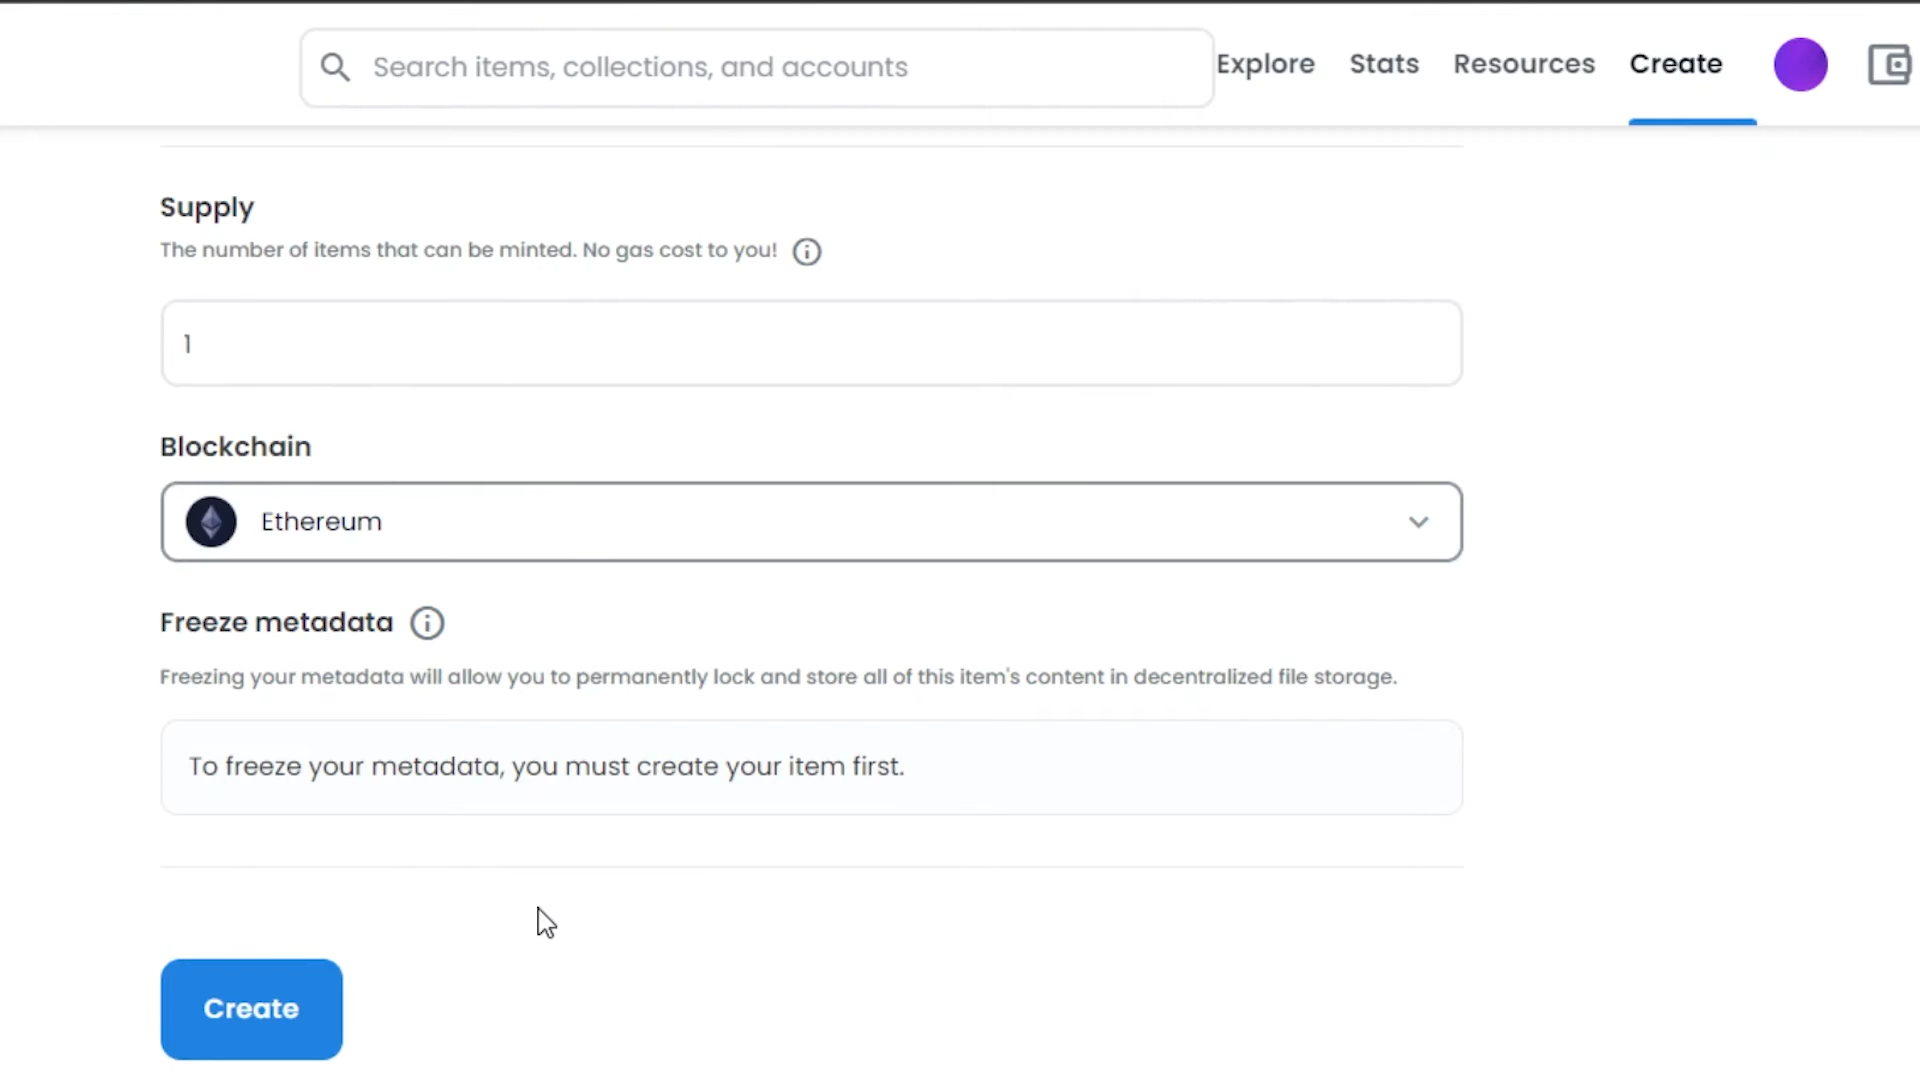 Search items, collections, and accounts
Explore
Stats
Resources
Create
Supply
The number of items that can be minted. No gas cost to you!
1
Blockchain
Ethereum
Freeze metadata
Freezing your metadata will allow you to permanently lock and store all of this item's content in decentralized file storage.
To freeze your metadata, you must create your item first.
Create